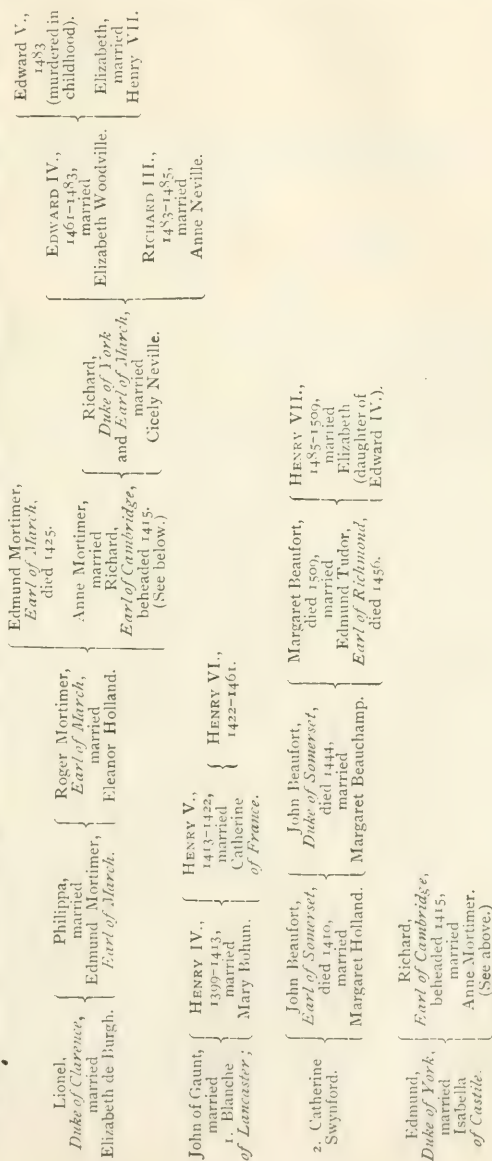 Lionel,
Duke of Clarence,
married
Elizabeth de Burgh.
Philippa,
married
Edmund Mortimer,
Earl of March.
Roger Mortimer,
Earl of March,
married
Eleanor Holland.
Edmund Mortimer,
Earl of March,
died 1425.
Anne Mortimer,
married
Richard,
Earl of Cambridge,
beheaded 1415.
(See below.)
Richard,
Duke of York
and Earl of March,
married
Cicely Neville.
EDWARD IV.,
1461-1483,
married
Elizabeth Woodville.
RICHARD III.,
1483-1485,
married
Anne Neville.
Edward V.,
1483
(murdered in
childhood).
Elizabeth,
married
Henry VII.
John of Gaunt,
married
1. Blanche
of Lancaster;
HENRY IV.,
1399-1413,
married
Mary Bohun.
HENRY V.,
1413-1422,
married
Catherine
of France.
HENRY VI.,
1422-1461.
2. Catherine
Swynford.
John Beaufort,
Earl of Somerset,
died 1410,
married
Margaret Holland.
John Beaufort,
Duke of Somerset,
died 1444,
married
Margaret Beauchamp.
Margaret Beaufort,
died 1509,
married
Edmund Tudor,
Earl of Richmond,
died 1456.
HENRY VII.,
1485-1509,
married
Elizabeth
(daughter of
Edward IV.).
Edmund,
Duke of York,
married
Isabella
of Castile.
Richard,
Earl of Cambridge,
beheaded 1415,
married
Anne Mortimer.
(See above.)